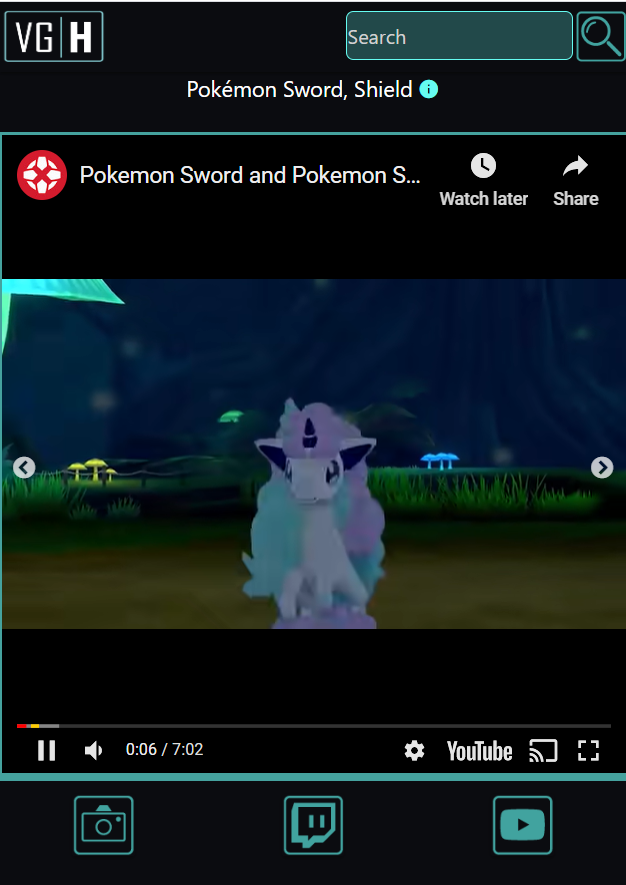 VG|H
Search
Pokémon Sword, Shield
Pokemon Sword and Pokemon S...
Watch later
Share
0:06 / 7:02
YouTube